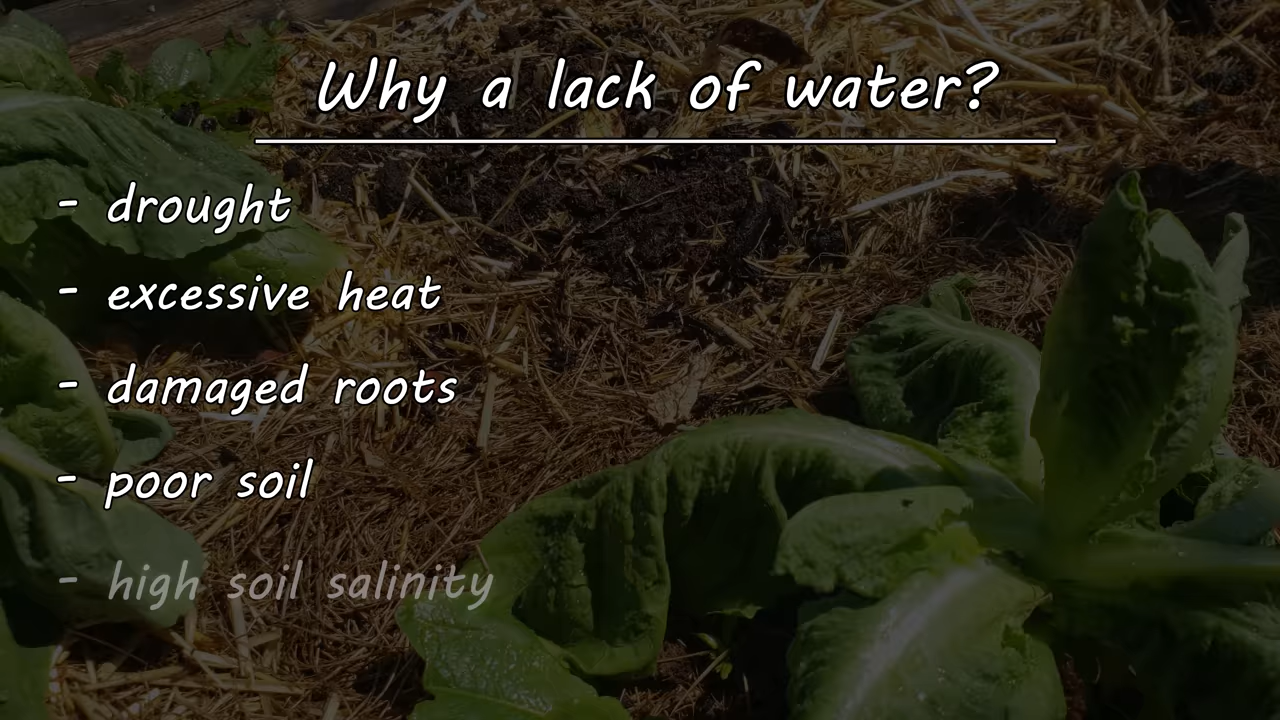 Why a lack of water?
- drought
- excessive heat
- damaged roots
- poor soil
- high soil salinity